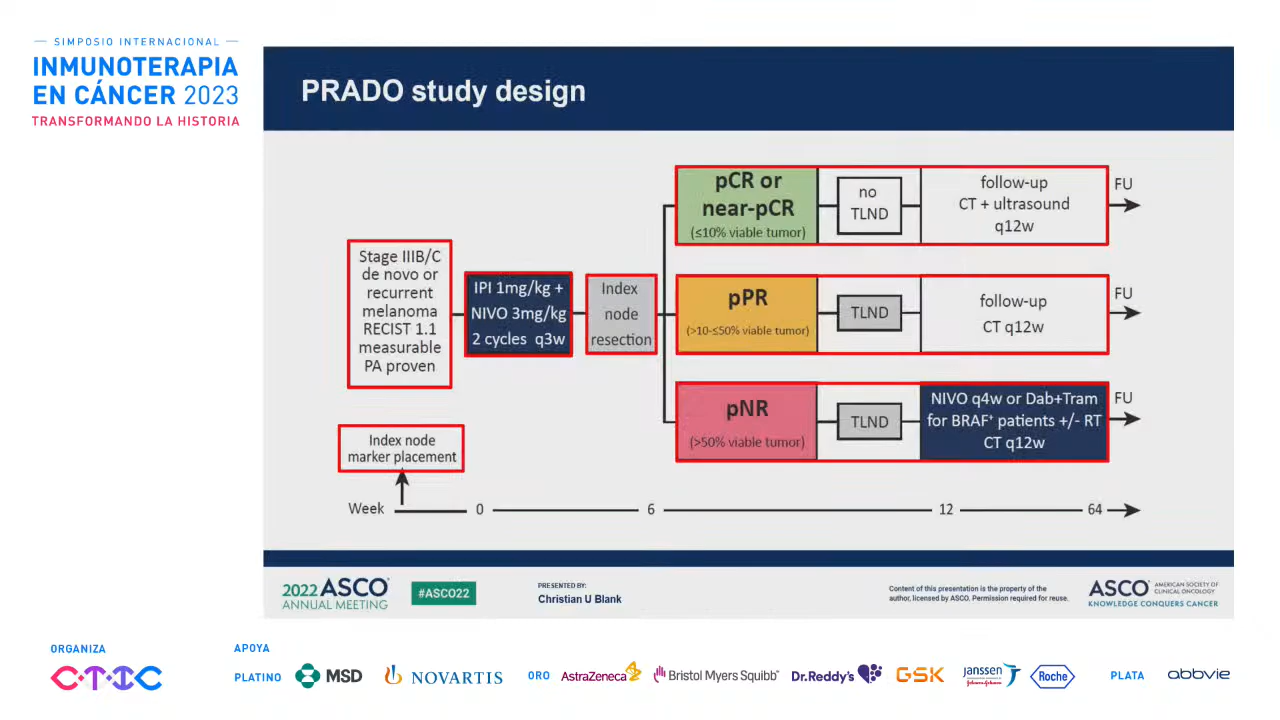 SIMPOSIO INTERNACIONAL
INMUNOTERAPIA
EN CÁNCER 2023
TRANSFORMANDO LA HISTORIA
PRADO study design
Stage IIIB/C
de novo or
recurrent
melanoma
RECIST 1.1
measurable
PA proven
IPI 1mg/kg +
NIVO 3mg/kg
2 cycles q3w
Index
node
resection
pCR or
near-pCR
(≤10% viable tumor)
no
TLND
follow-up
CT + ultrasound
q12w
FU
pPR
(>10-≤50% viable tumor)
TLND
follow-up
CT q12w
FU
pNR
(>50% viable tumor)
TLND
NIVO q4w or Dab+Tram
for BRAF⁺ patients +/- RT
CT q12w
FU
Index node
marker placement
Week 0 6 12 64
2022 ASCO
ANNUAL MEETING
#ASCO22
PRESENTED BY:
Christian U Blank
Content of this presentation is the property of the
author, licensed by ASCO. Permission required for reuse.
ASCO AMERICAN SOCIETY OF
CLINICAL ONCOLOGY
KNOWLEDGE CONQUERS CANCER
ORGANIZA
CTIC
APOYA
PLATINO
MSD
NOVARTIS
ORO
AstraZeneca
Bristol Myers Squibb
Dr.Reddy's
GSK
Janssen
Johnson&Johnson
Roche
PLATA
abbvie